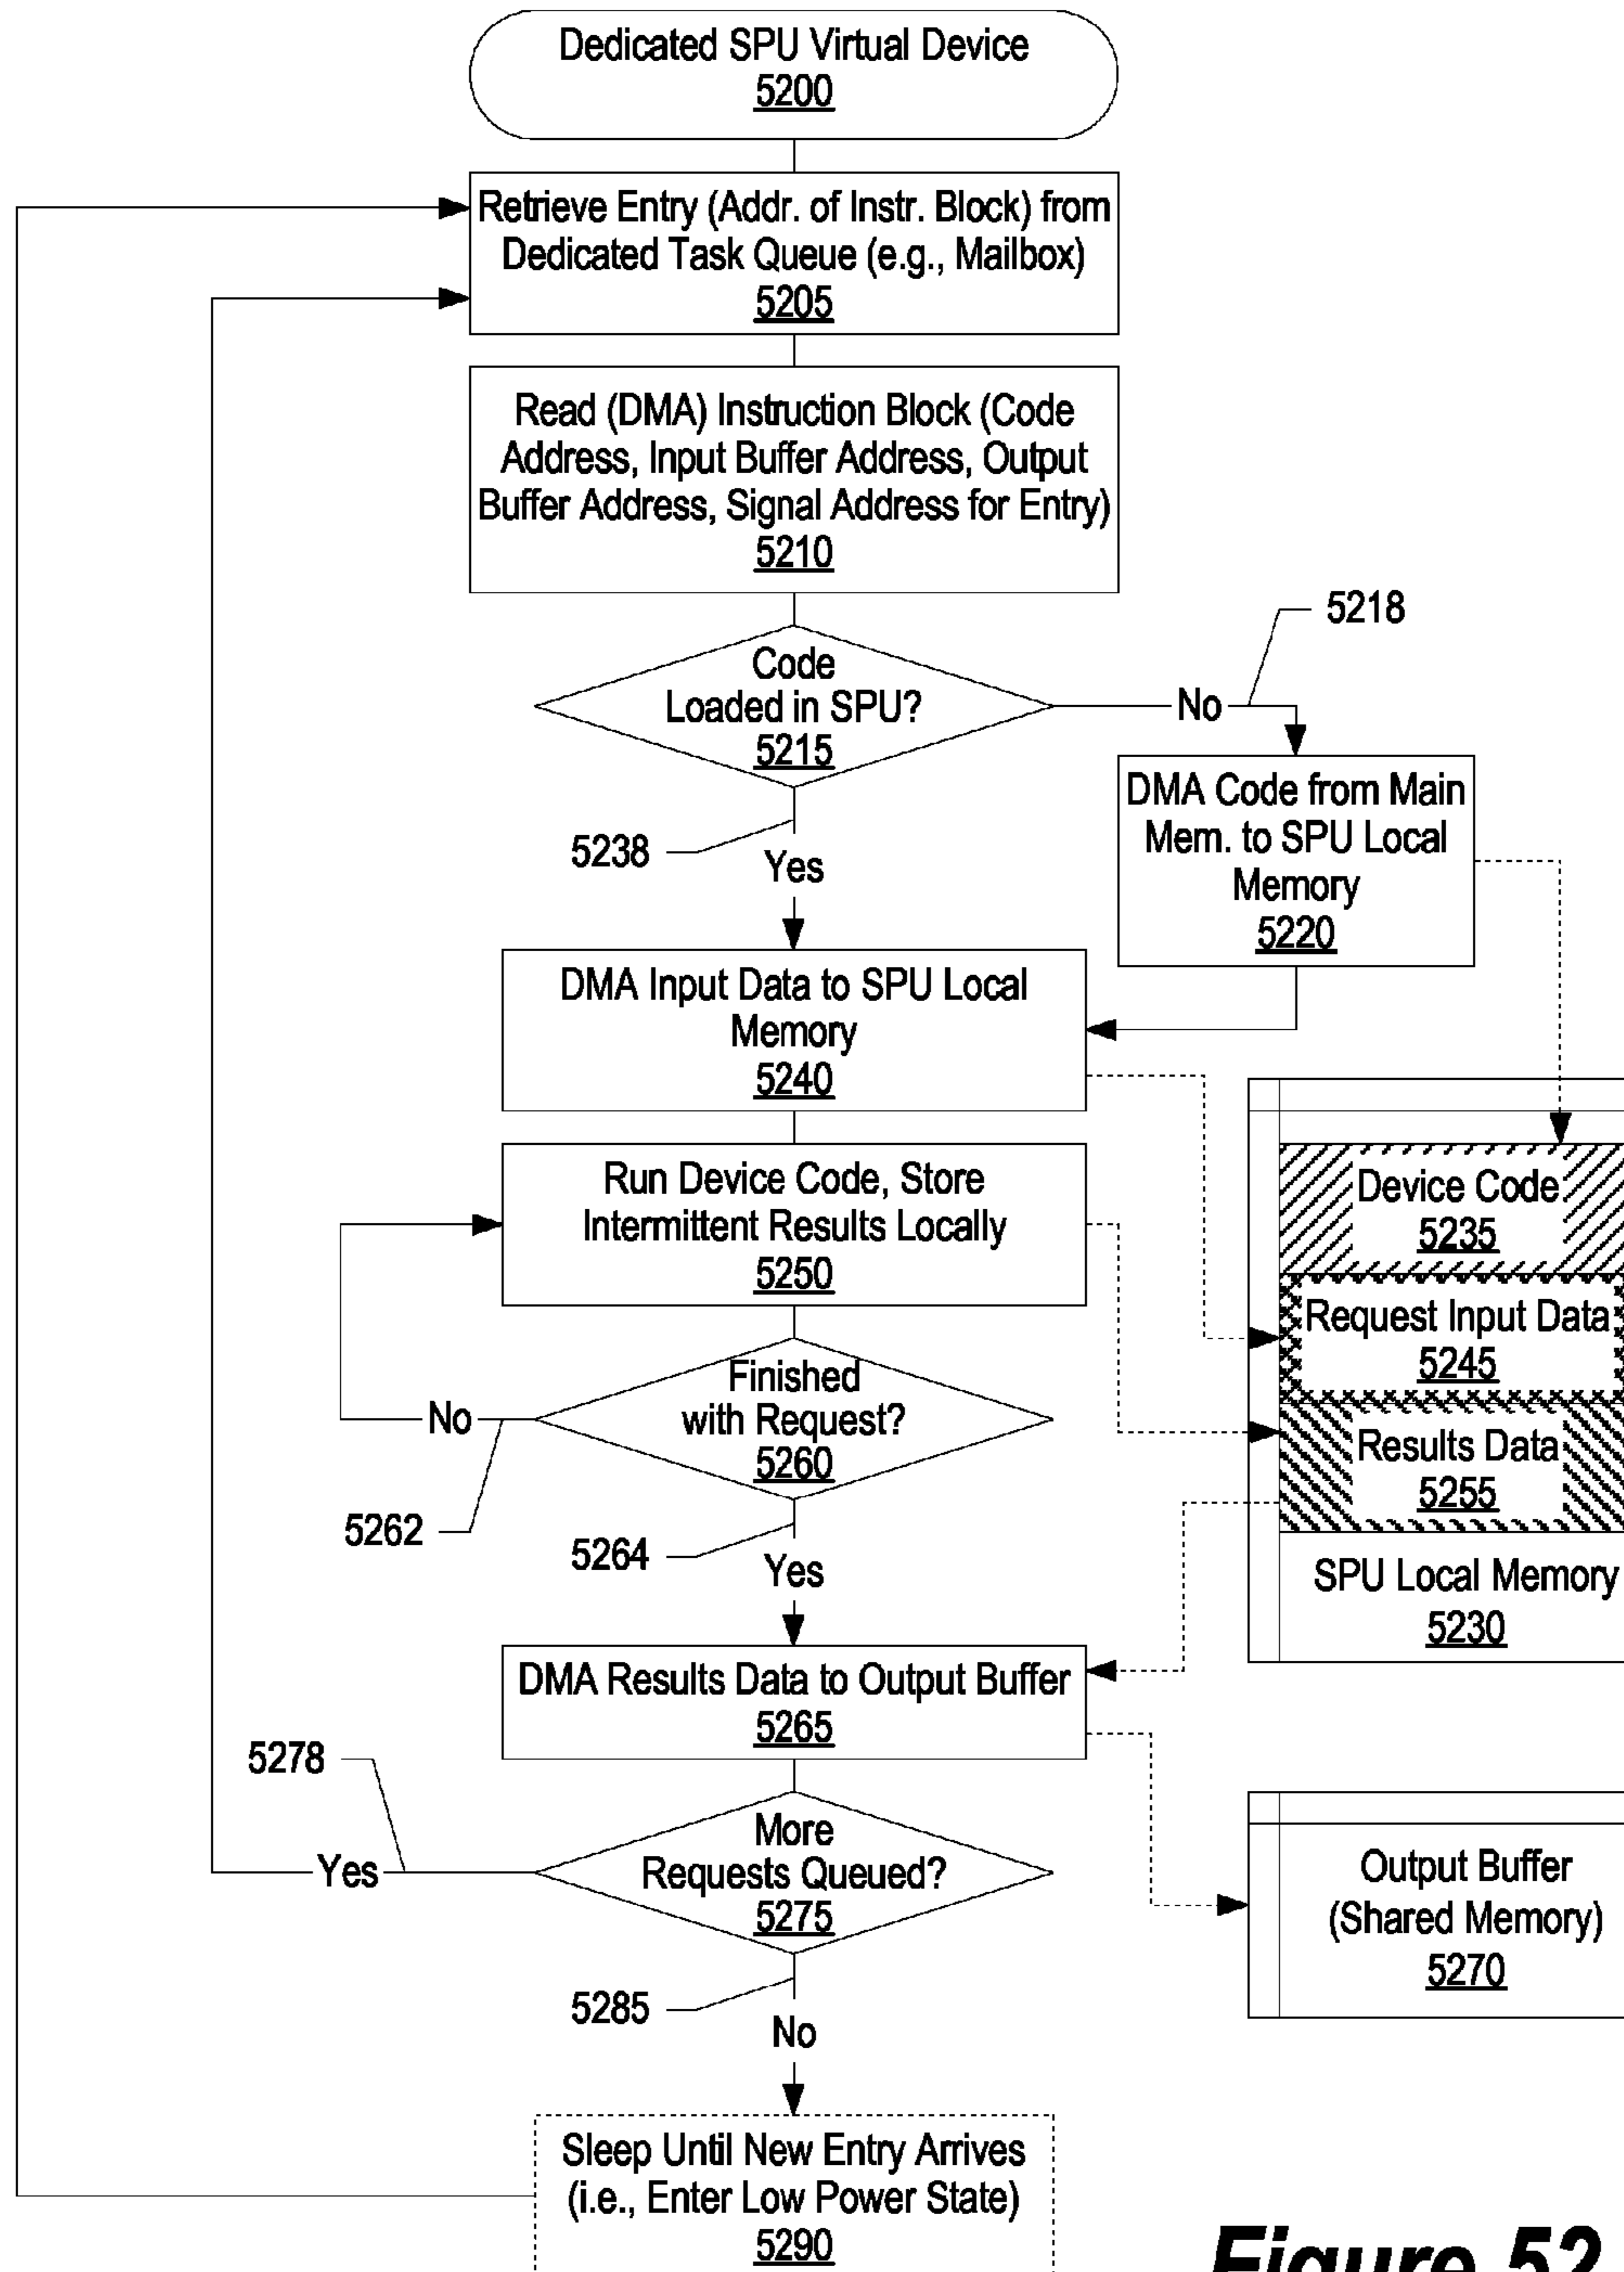 Dedicated SPU Virtual Device
5200
Retrieve Entry (Addr. of Instr. Block) from
Dedicated Task Queue (e.g., Mailbox)
5205
Read (DMA) Instruction Block (Code
Address, Input Buffer Address, Output
Buffer Address, Signal Address for Entry)
5210
5218
Code
Loaded in SPU?
5215
No
DMA Code from Main
Mem. to SPU Local
Memory
5220
5238
Yes
DMA Input Data to SPU Local
Memory
5240
Run Device Code, Store
Intermittent Results Locally
5250
Device Code
5235
Request Input Data
5245
Results Data
5255
SPU Local Memory
5230
Finished
with Request?
5260
No
5262
5264
Yes
DMA Results Data to Output Buffer
5265
5278
More
Requests Queued?
5275
Yes
Output Buffer
(Shared Memory)
5270
5285
No
Sleep Until New Entry Arrives
(i.e., Enter Low Power State)
5290
Figure 52